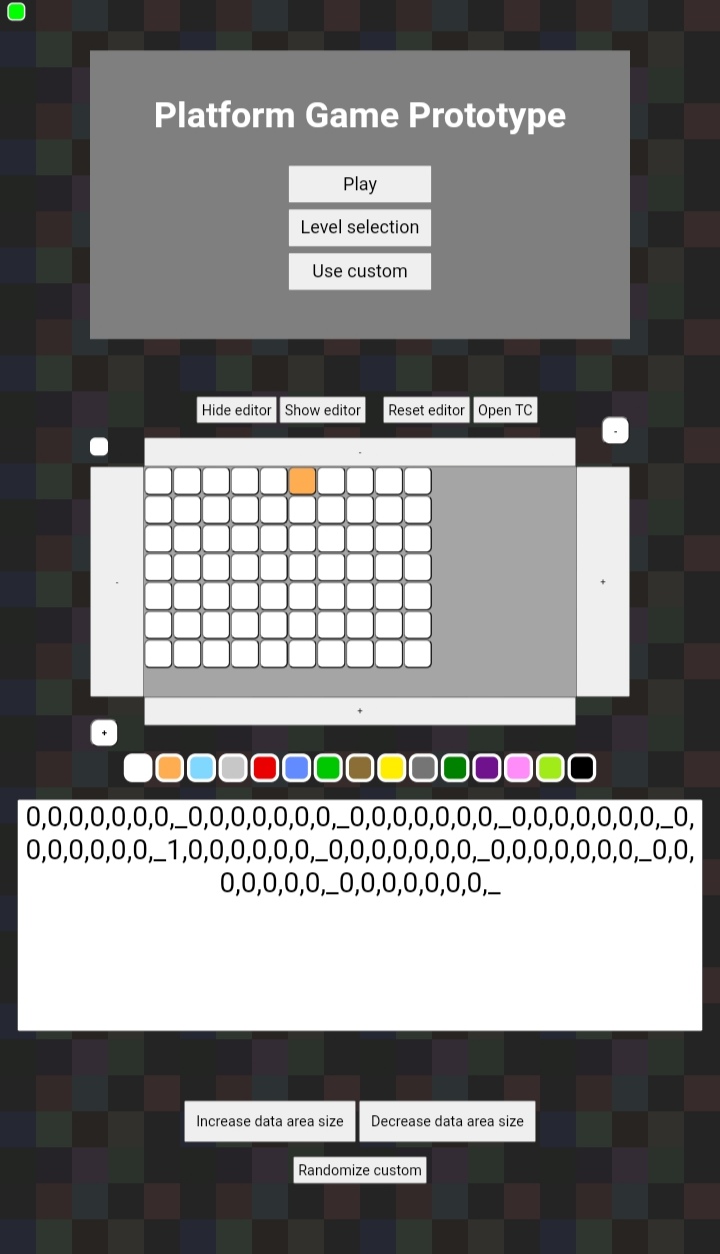 Platform Game Prototype
Play
Level selection
Use custom
Hide editor Show editor Reset editor Open TC
-
-
-
+
+
+
0,0,0,0,0,0,0,_0,0,0,0,0,0,0,_0,0,0,0,0,0,0,_0,0,0,0,0,0,0,_0,
0,0,0,0,0,0,_1,0,0,0,0,0,0,_0,0,0,0,0,0,0,_0,0,0,0,0,0,0,_0,0,
0,0,0,0,0,_0,0,0,0,0,0,0,_
Increase data area size Decrease data area size
Randomize custom